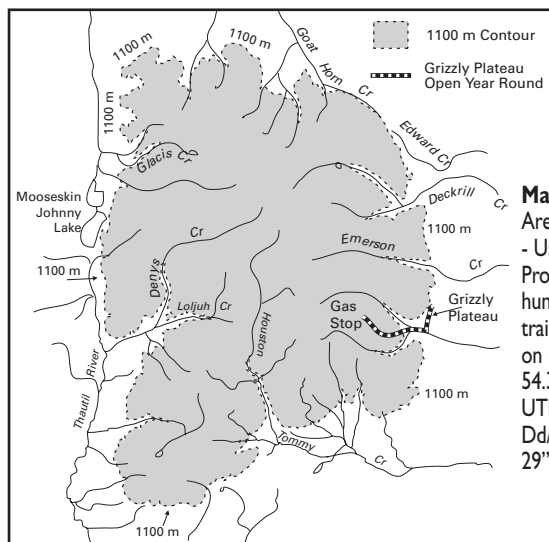 1100 m
1100 m
1100 m
Goat
Horn
Cr
1100 m Contour
Grizzly Plateau
Open Year Round
Edward Cr
Glacis Cr
Deckrill
Cr
Mooseskin
Johnny
Lake
1100 m
Cr
Emerson
Cr
1100 m
Denys
Loljuh Cr
Houston
Gas
Stop
Grizzly
Plateau
Thautil River
1100 m
Tommy
Cr
1100 m
Ma
Are
- U
Pro
hun
trai
on
54.3
UT
Dd/
29"